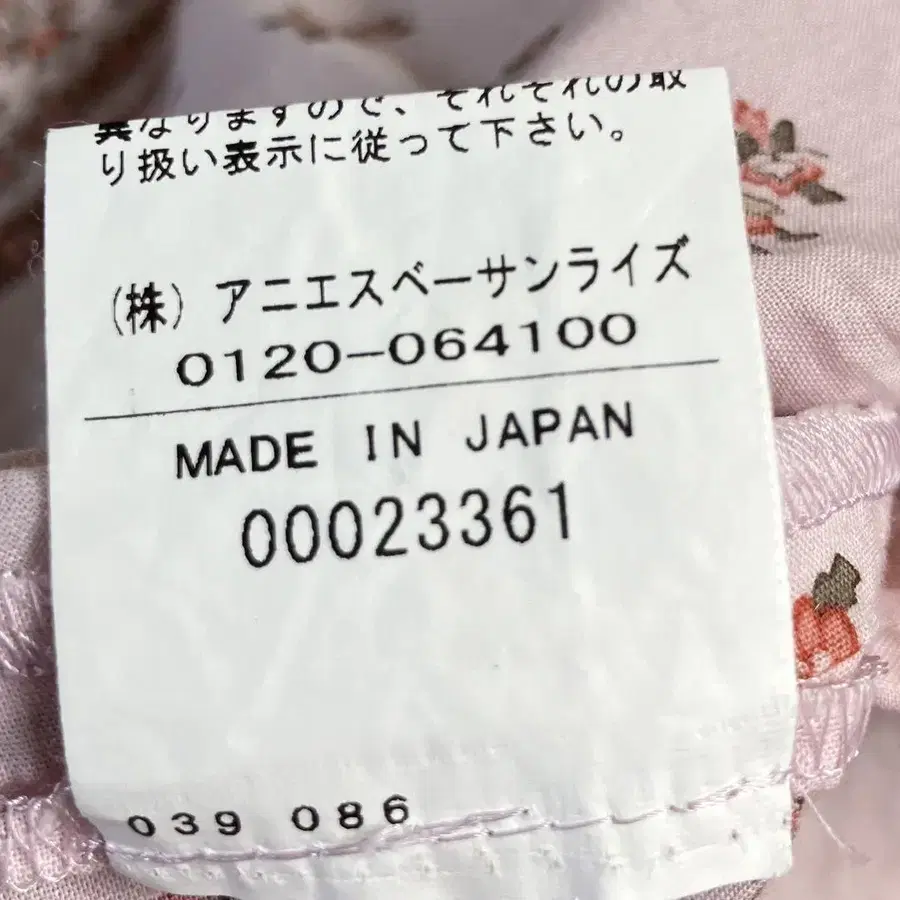 異なりますので、それぞれの取
り扱い表示に従って下さい。
(株) アニエスベーサンライズ
0120-064100
MADE IN JAPAN
00023361
039 086